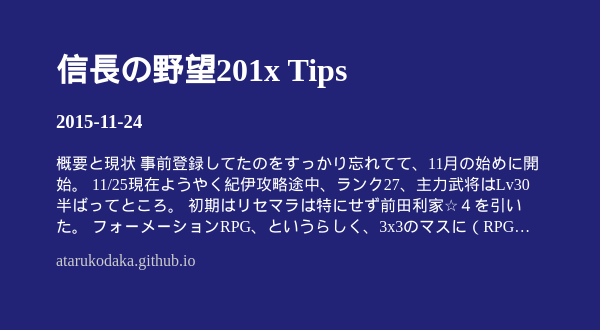 信長の野望201x Tips
2015-11-24
概要と現状 事前登録してたのをすっかり忘れてて、11月の始めに開
始。 11/25現在ようやく紀伊攻略途中、ランク27、主力武将はLv30
半ばってところ。 初期はリセマラは特にせず前田利家☆４を引い
た。 フォーメーションRPG、というらしく、3x3のマスに（RPG…
atarukodaka.github.io